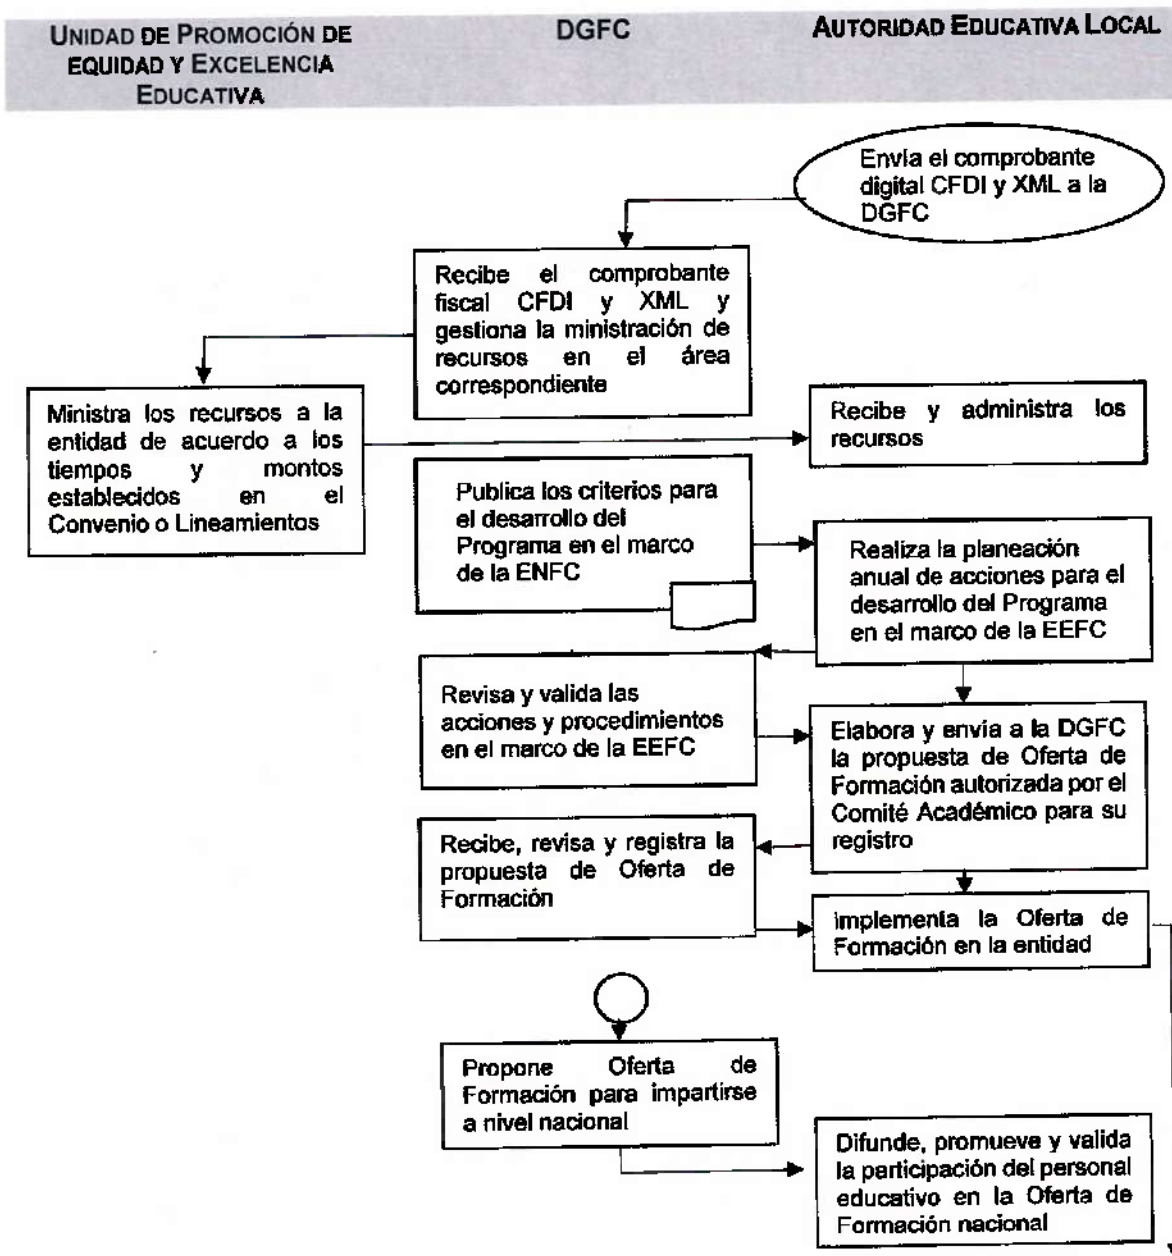 UNIDAD DE PROMOCIÓN DE
EQUIDAD Y EXCELENCIA
EDUCATIVA
DGFC
AUTORIDAD EDUCATIVA LOCAL
Envía el comprobante
digital CFDI y XML a la
DGFC
Recibe el comprobante
fiscal CFDI y XML y
gestiona la ministración de
recursos en el área
correspondiente
Ministra los recursos a la
entidad de acuerdo a los
tiempos y montos
establecidos en el
Convenio o Lineamientos
Recibe y administra los
recursos
Publica los criterios para
el desarrollo del
Programa en el marco
de la ENFC
Realiza la planeación
anual de acciones para el
desarrollo del Programa
en el marco de la EEFC
Revisa y valida las
acciones y procedimientos
en el marco de la EEFC
Elabora y envía a la DGFC
la propuesta de Oferta de
Formación autorizada por el
Comité Académico para su
registro
Recibe, revisa y registra la
propuesta de Oferta de
Formación
Implementa la Oferta de
Formación en la entidad
Propone Oferta de
Formación para impartirse
a nivel nacional
Difunde, promueve y valida
la participación del personal
educativo en la Oferta de
Formación nacional